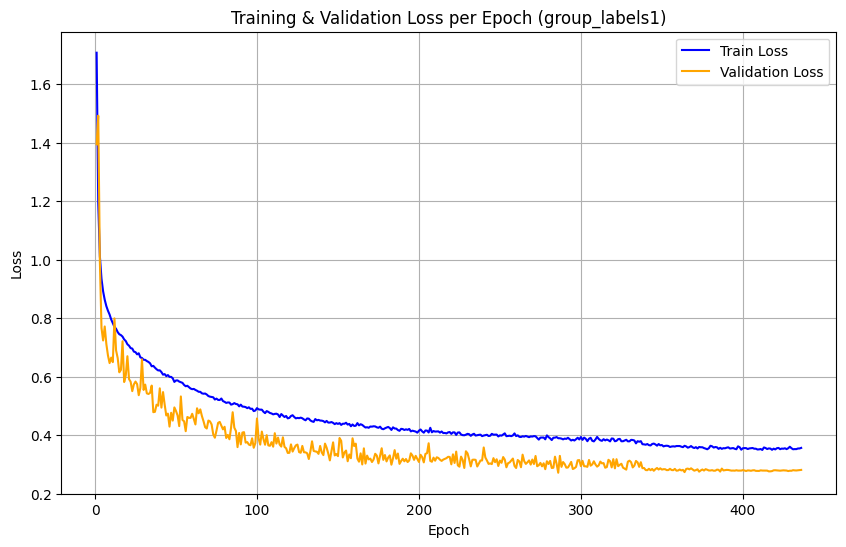 Training & Validation Loss per Epoch (group_labels1)
Train Loss
Validation Loss
Loss
1.6
1.4
1.2
1.0
0.8
0.6
0.4
0.2
0
100
200
300
400
Epoch